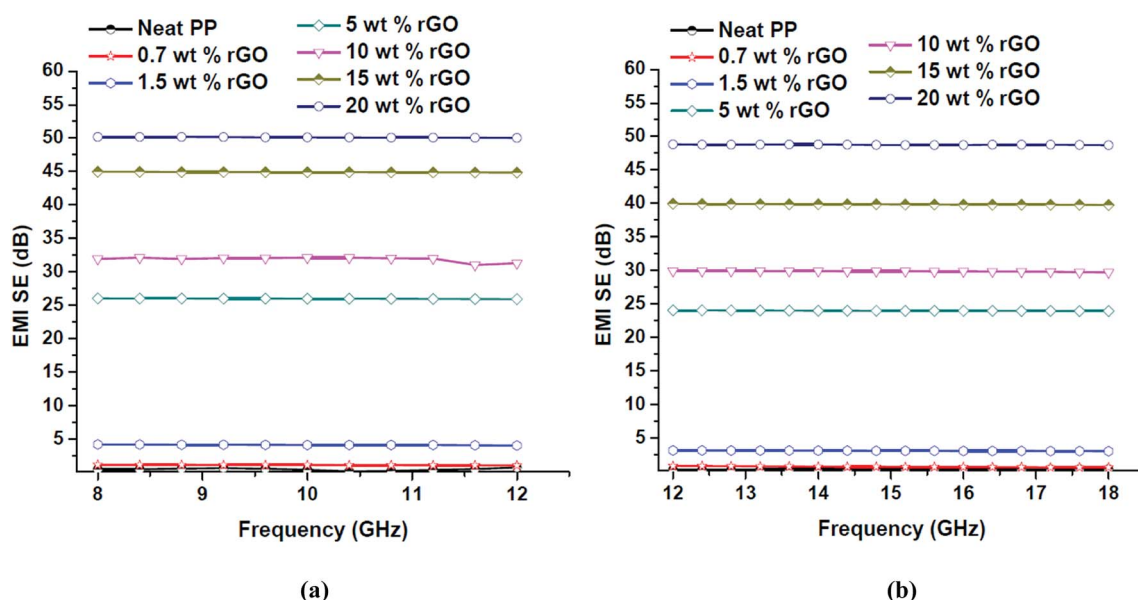 Neat PP
0.7 wt % rGO
1.5 wt % rGO
5 wt % rGO
10 wt % rGO
15 wt % rGO
20 wt % rGO
60
55
50
45
40
35
30
25
20
15
10
5
EMI SE (dB)
8 9 10 11 12
Frequency (GHz)
(a)
Neat PP
0.7 wt % rGO
1.5 wt % rGO
5 wt % rGO
10 wt % rGO
15 wt % rGO
20 wt % rGO
60
55
50
45
40
35
30
25
20
15
10
5
EMI SE (dB)
12 13 14 15 16 17 18
Frequency (GHz)
(b)